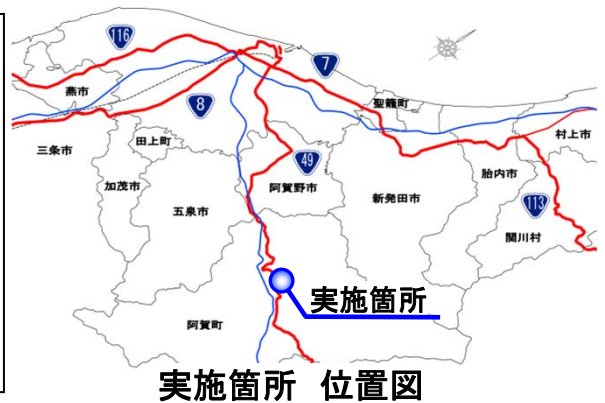 116
7
燕市
8
聖籠町
三条市
田上町
村上市
加茂市
49
阿賀野市
新発田市
胎内市
113
五泉市
関川村
実施箇所
阿賀町
実施箇所 位置図